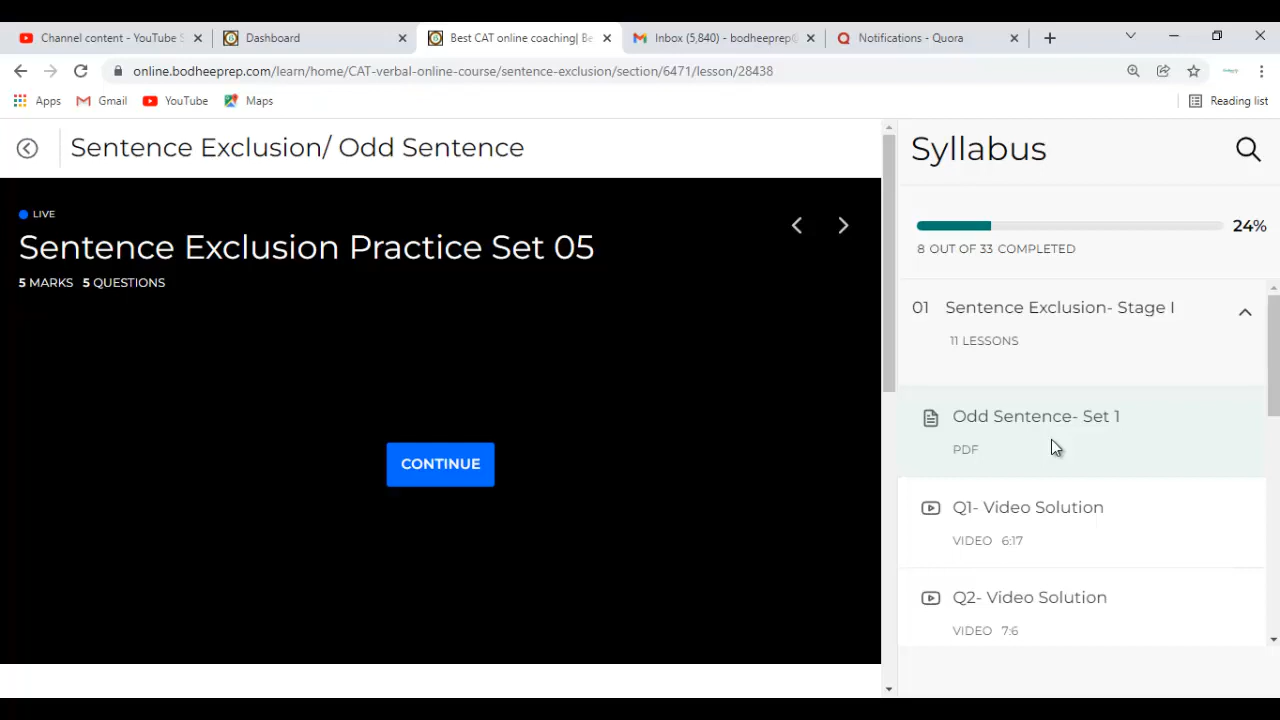 Channel content - YouTube S
Dashboard
Best CAT online coaching| Be
Inbox (5,840) - bodheeprep@
Notifications - Quora
online.bodheeprep.com/learn/home/CAT-verbal-online-course/sentence-exclusion/section/6471/lesson/28438
Apps
Gmail
YouTube
Maps
Reading list
Sentence Exclusion/ Odd Sentence
LIVE
Sentence Exclusion Practice Set 05
5 MARKS 5 QUESTIONS
CONTINUE
Syllabus
24%
8 OUT OF 33 COMPLETED
01 Sentence Exclusion- Stage I
11 LESSONS
Odd Sentence- Set 1
PDF
Q1- Video Solution
VIDEO 6:17
Q2- Video Solution
VIDEO 7:6